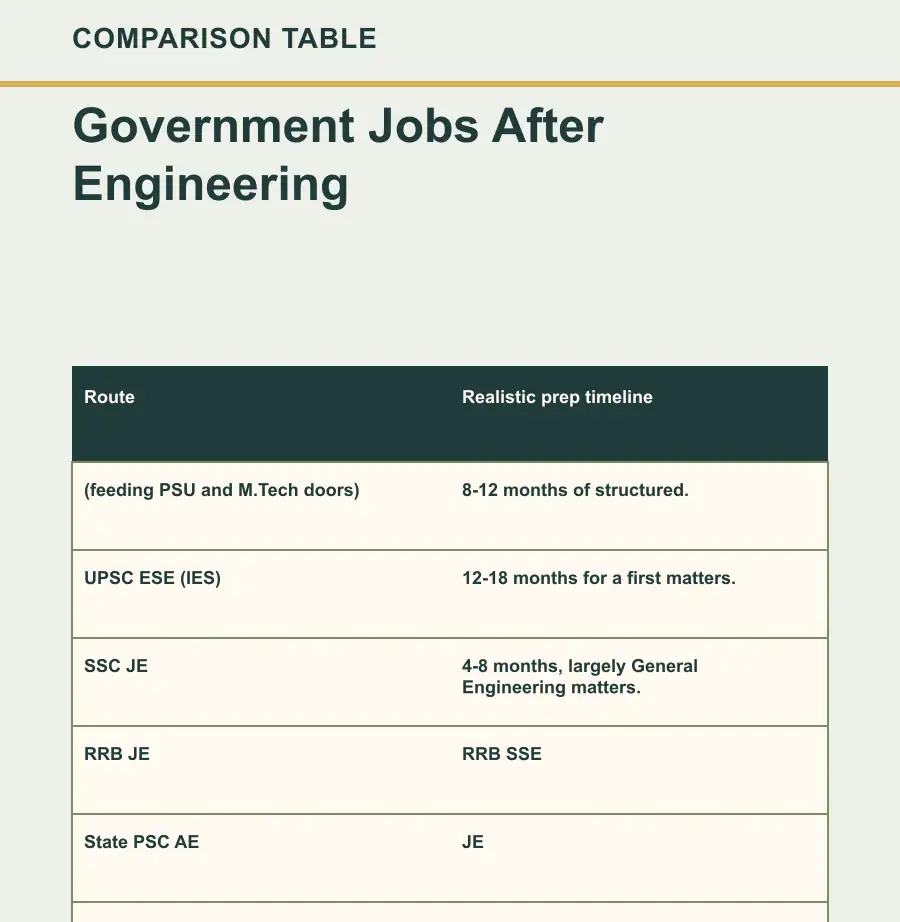 COMPARISON TABLE
Government Jobs After
Engineering
Route
Realistic prep timeline
(feeding PSU and M.Tech doors)
8-12 months of structured.
UPSC ESE (IES)
12-18 months for a first matters.
SSC JE
4-8 months, largely General
Engineering matters.
RRB JE
RRB SSE
State PSC AE
JE